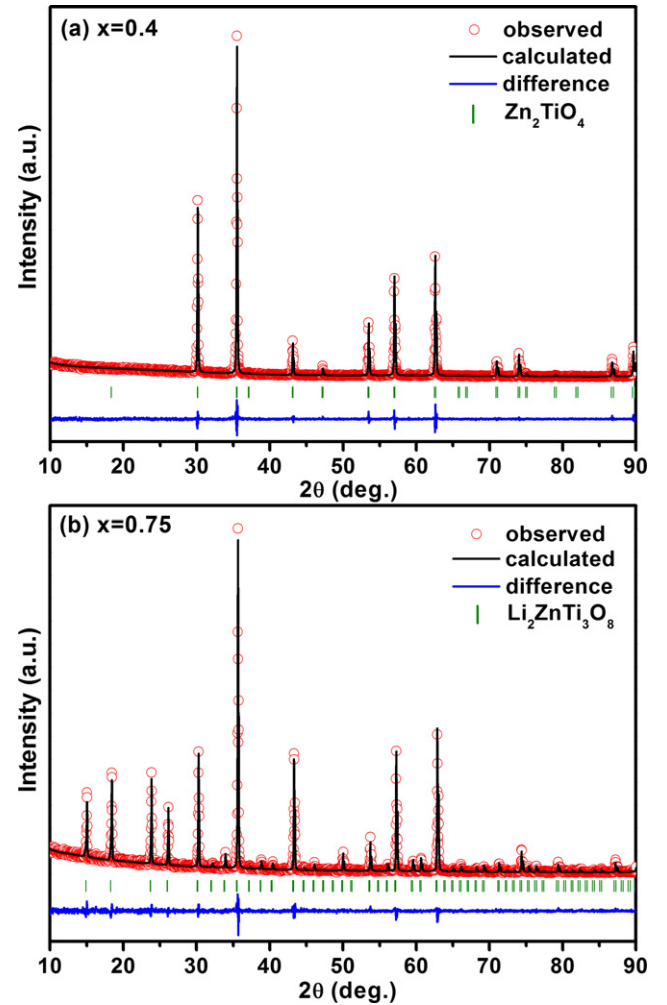 (a) x=0.4
observed
calculated
difference
Zn₂TiO₄
Intensity (a.u.)
10 20 30 40 50 60 70 80 90
2θ (deg.)
(b) x=0.75
observed
calculated
difference
Li₂ZnTi₃O₈
Intensity (a.u.)
10 20 30 40 50 60 70 80 90
2θ (deg.)